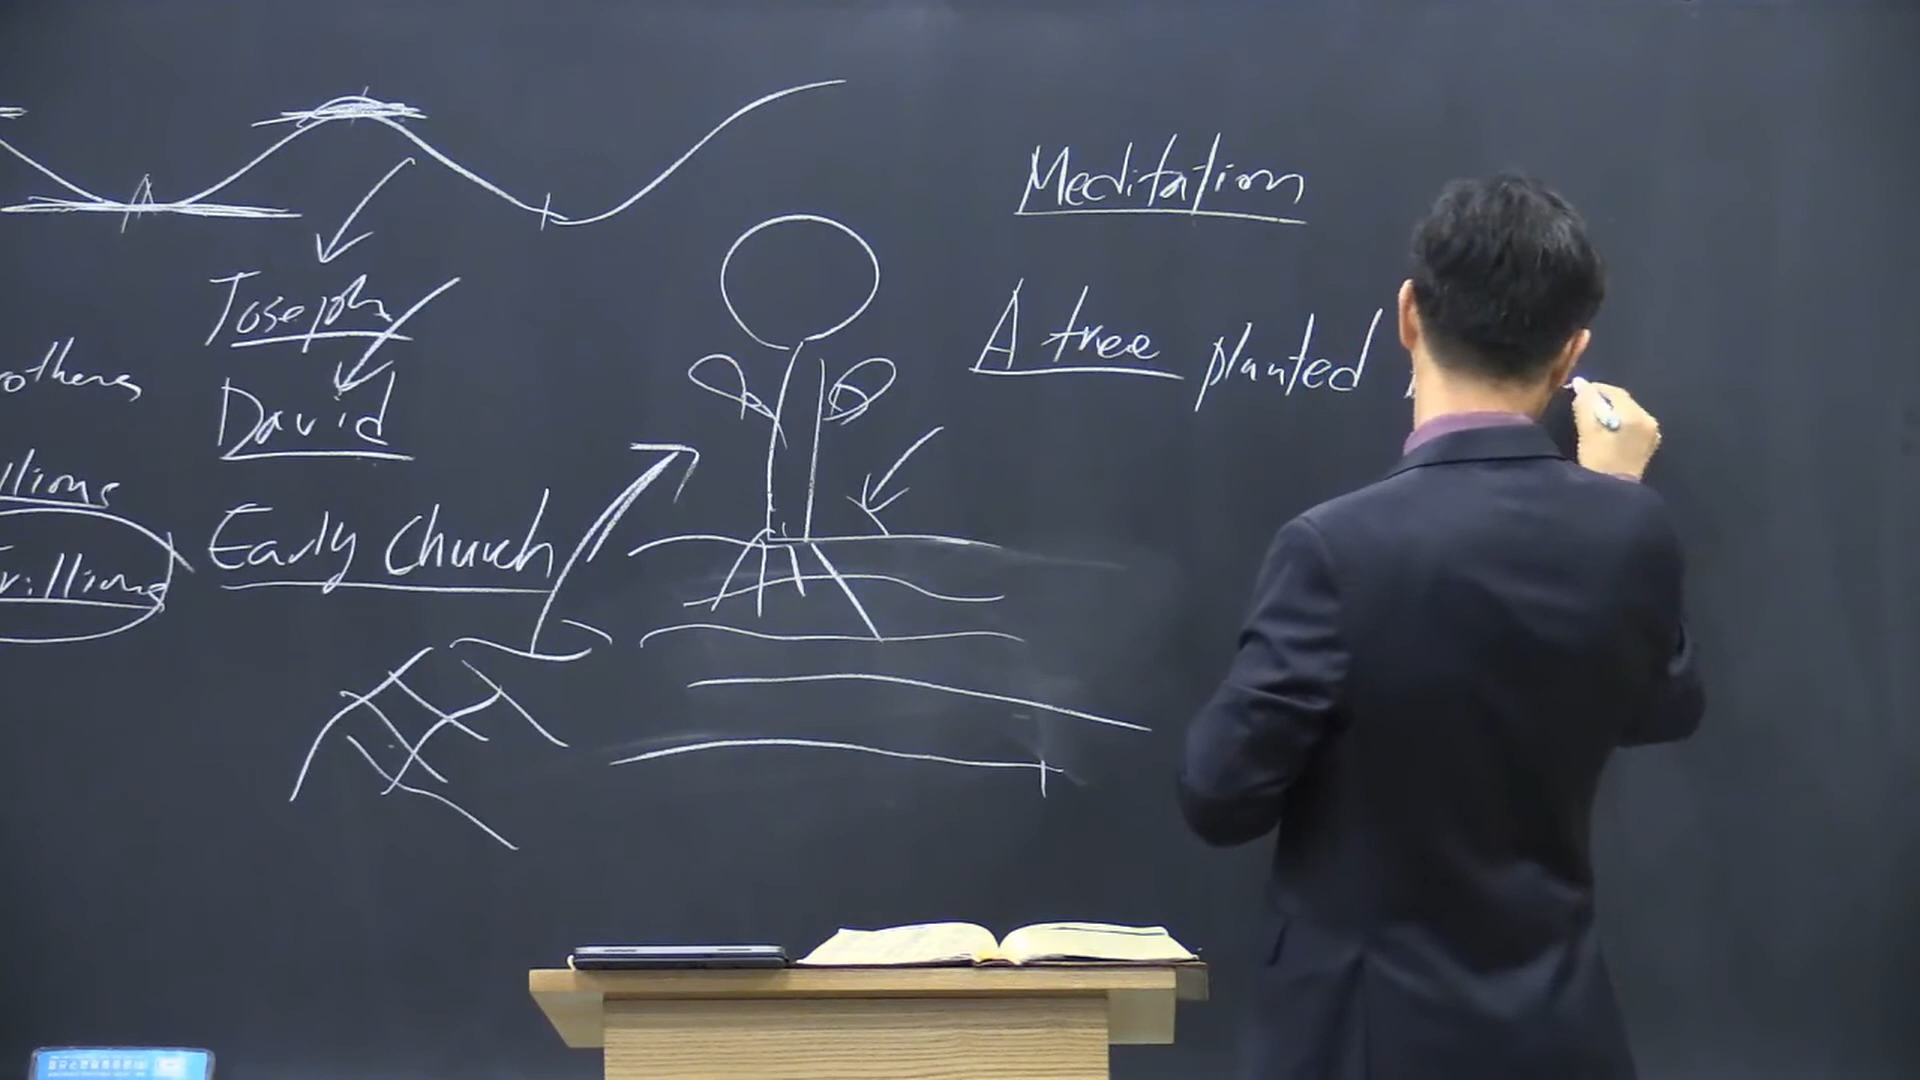 Meditation
A tree planted
Joseph
David
Early Church